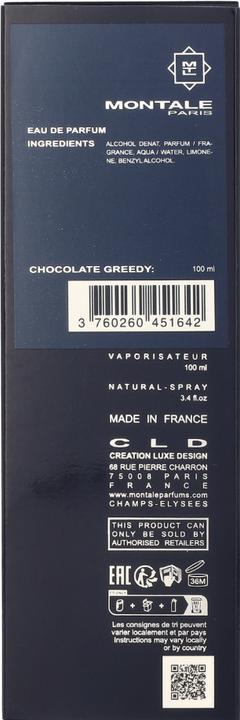 MONTALE
PARIS
EAU DE PARFUM
INGREDIENTS ALCOHOL DENAT, PARFUM / FRA-
GRANCE, AQUA / WATER, LIMONE-
NE, BENZYL ALCOHOL.
CHOCOLATE GREEDY: 100 ml
3 760260 451642
VAPORISATEUR
100 ml
NATURAL-SPRAY
3.4 fl.oz
MADE IN FRANCE
CLD
CREATION LUXE DESIGN
68 RUE PIERRE CHARRON
75008 PARIS
FRANCE
www.montaleparfums.com
CHAMPS-ELYSEES
THIS PRODUCT CAN
ONLY BE SOLD BY
AUTHORISED RETAILERS
EAC 36M
Les consignes de tri peuvent
varier localement et par pays
Instructions may vary locally
or by country